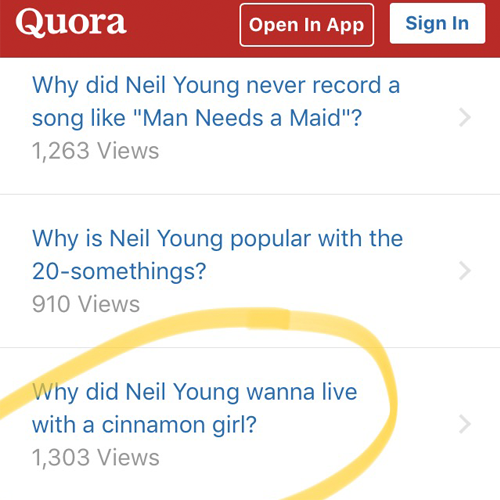 Quora
Open In App
Sign In
Why did Neil Young never record a
song like "Man Needs a Maid"?
1,263 Views
Why is Neil Young popular with the
20-somethings?
910 Views
Why did Neil Young wanna live
with a cinnamon girl?
1,303 Views